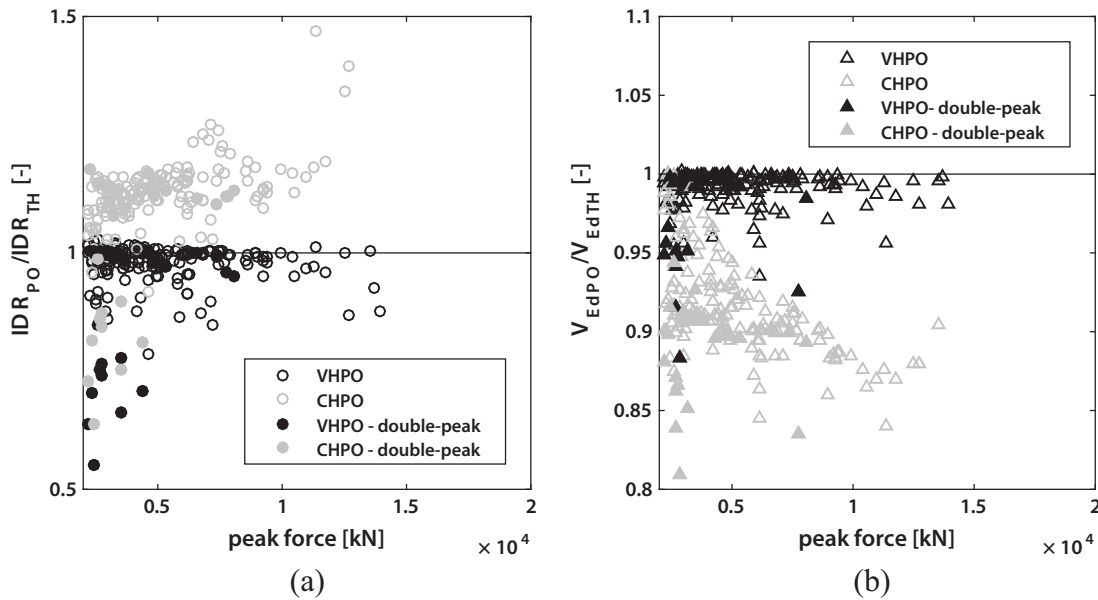 1.5
IDR PO/IDR TH [-]
1
0.5
VHPO
CHPO
VHPO - double-peak
CHPO - double-peak
0.5 1 1.5 2
peak force [kN] × 10 4
(a)
1.1
1.05
1
0.95
0.9
0.85
0.8
V EdPO/V EdTH [-]
VHPO
CHPO
VHPO- double-peak
CHPO - double-peak
0.5 1 1.5 2
peak force [kN] × 10 4
(b)